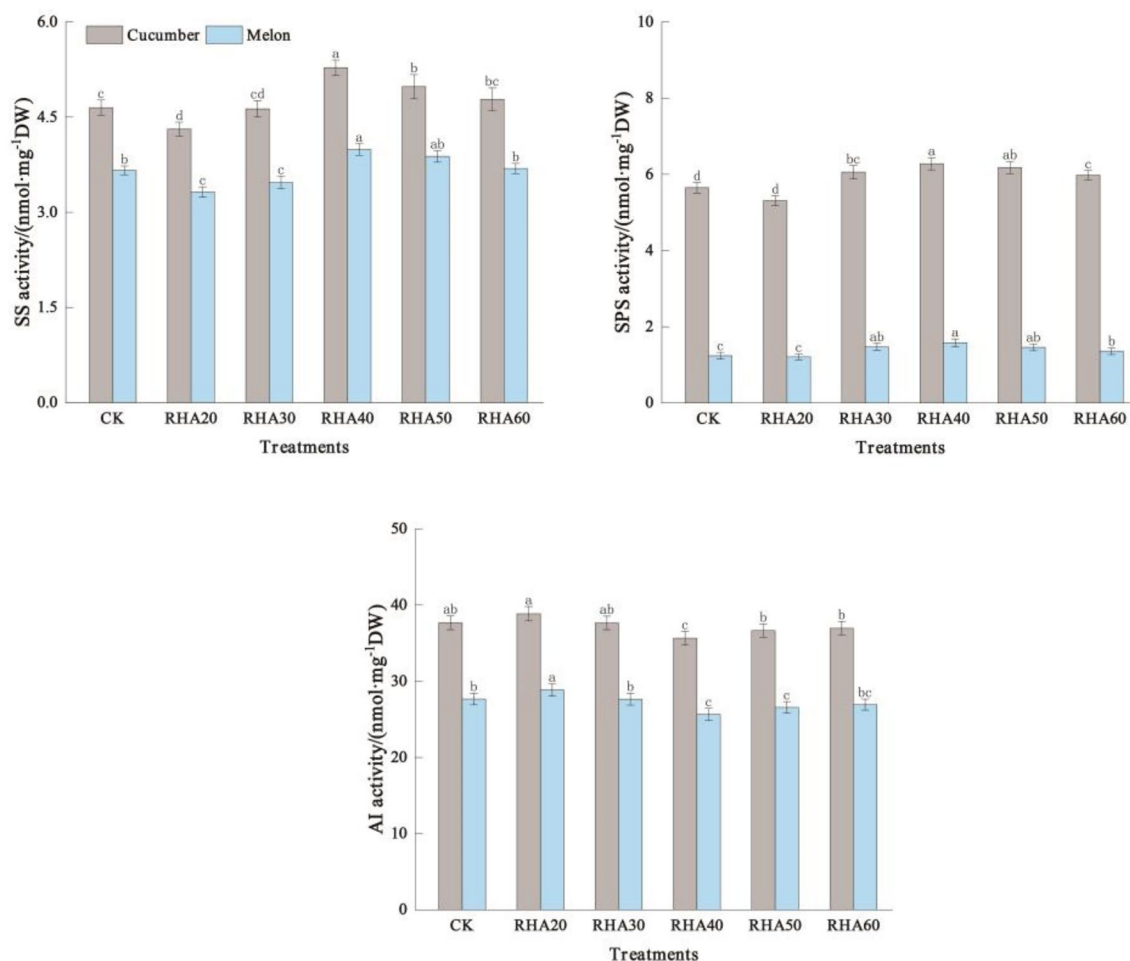 6.0
Cucumber
Melon
a
b
bc
c
cd
d
4.5
a
ab
b
b
c
c
3.0
1.5
0.0
SS activity/(nmol·mg⁻¹DW)
CK RHA20 RHA30 RHA40 RHA50 RHA60
Treatments
10
8
a
ab
bc
c
d
d
6
4
2
c
c
ab
a
ab
b
0
SPS activity/(nmol·mg⁻¹DW)
CK RHA20 RHA30 RHA40 RHA50 RHA60
Treatments
50
40
ab
a
ab
c
b
b
30
b
a
b
c
c
bc
20
10
0
AI activity/(nmol·mg⁻¹DW)
CK RHA20 RHA30 RHA40 RHA50 RHA60
Treatments